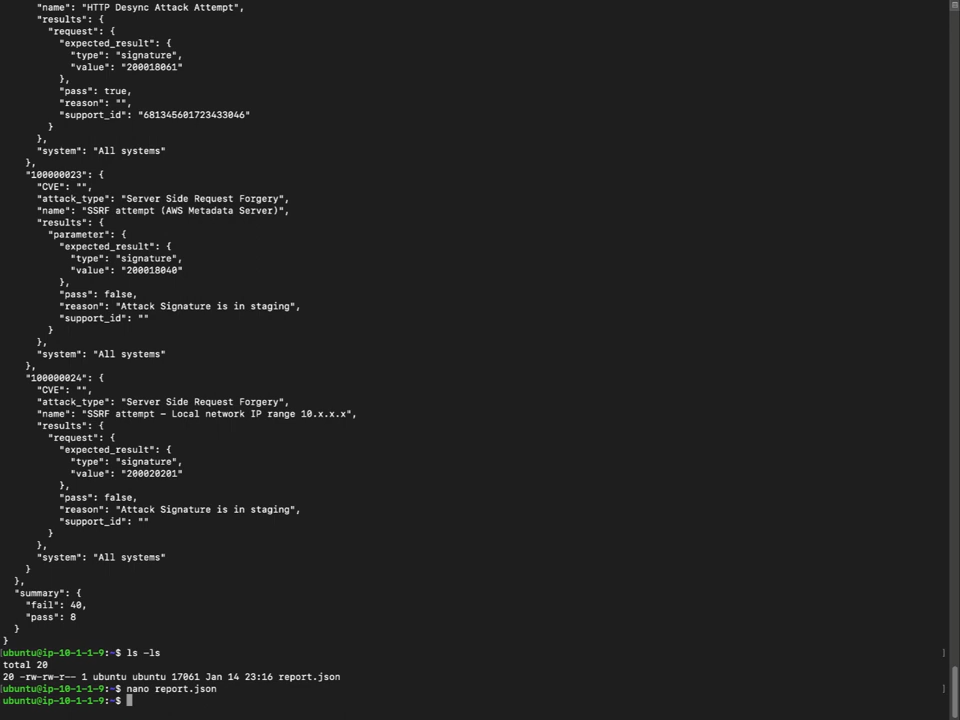 "name": "HTTP Desync Attack Attempt",
"results": {
"request": {
"expected_result": {
"type": "signature",
"value": "200018061"
},
"pass": true,
"reason": "",
"support_id": "681345601723433046"
}
},
"system": "All systems"
},
"100000023": {
"CVE": "",
"attack_type": "Server Side Request Forgery",
"name": "SSRF attempt (AWS Metadata Server)",
"results": {
"parameter": {
"expected_result": {
"type": "signature",
"value": "200018040"
},
"pass": false,
"reason": "Attack Signature is in staging",
"support_id": ""
}
},
"system": "All systems"
},
"100000024": {
"CVE": "",
"attack_type": "Server Side Request Forgery",
"name": "SSRF attempt - Local network IP range 10.x.x.x",
"results": {
"request": {
"expected_result": {
"type": "signature",
"value": "200020201"
},
"pass": false,
"reason": "Attack Signature is in staging",
"support_id": ""
}
},
"system": "All systems"
}
},
"summary": {
"fail": 40,
"pass": 8
}
}
[ubuntu@ip-10-1-1-9:~$ ls -ls ]
total 20
20 -rw-rw-r-- 1 ubuntu ubuntu 17061 Jan 14 23:16 report.json
[ubuntu@ip-10-1-1-9:~$ nano report.json ]
ubuntu@ip-10-1-1-9:~$